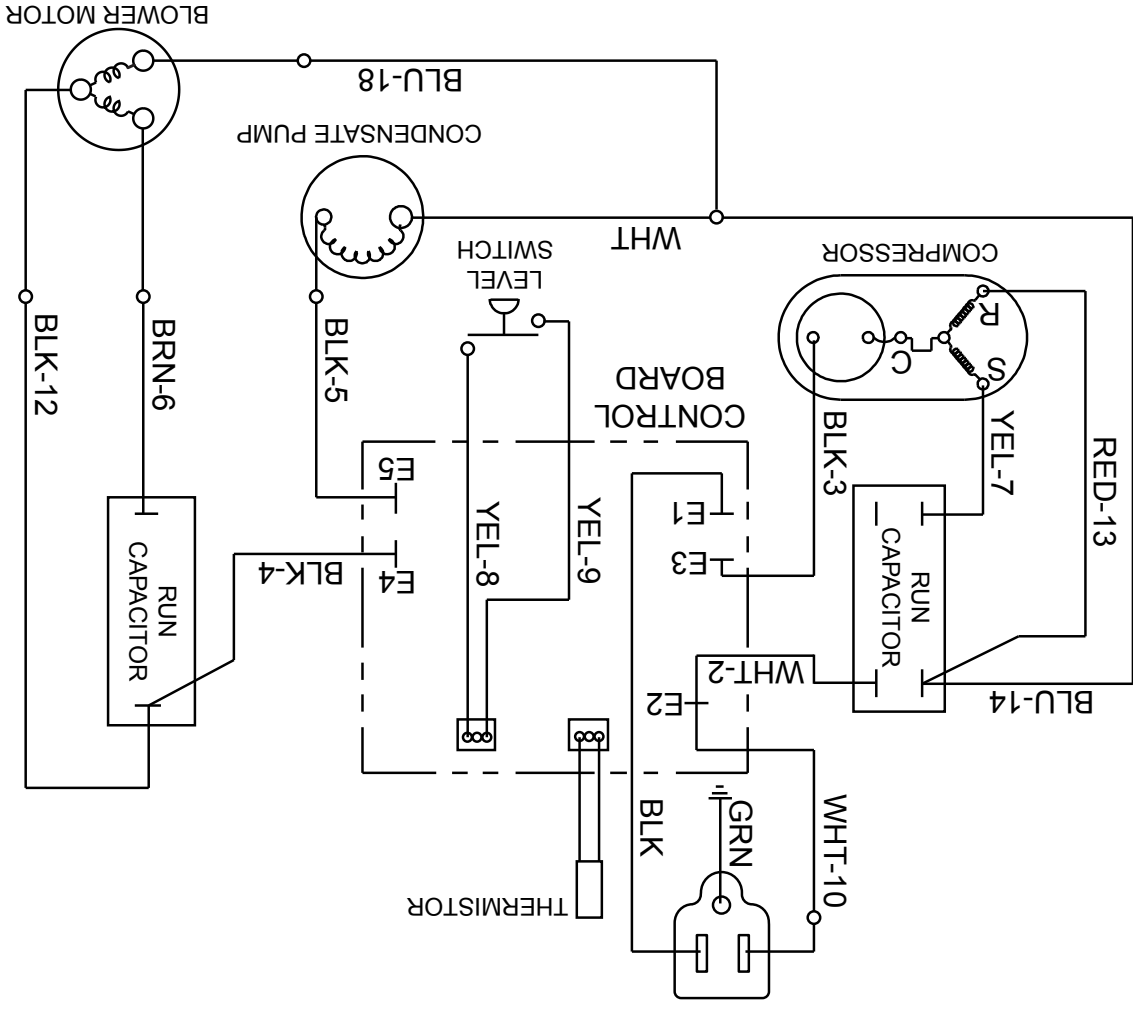 BLOWER MOTOR
BLU-18
CONDENSATE PUMP
WHT
LEVEL
SWITCH
COMPRESSOR
R
C
S
BLK-12
BRN-6
BLK-5
CONTROL
BOARD
BLK-3
YEL-7
RED-13
E5
E4
BLK-4
YEL-8
YEL-9
E1
E3
E2
WHT-2
RUN
CAPACITOR
RUN
CAPACITOR
BLU-14
BLK
GRN
WHT-10
THERMISTOR